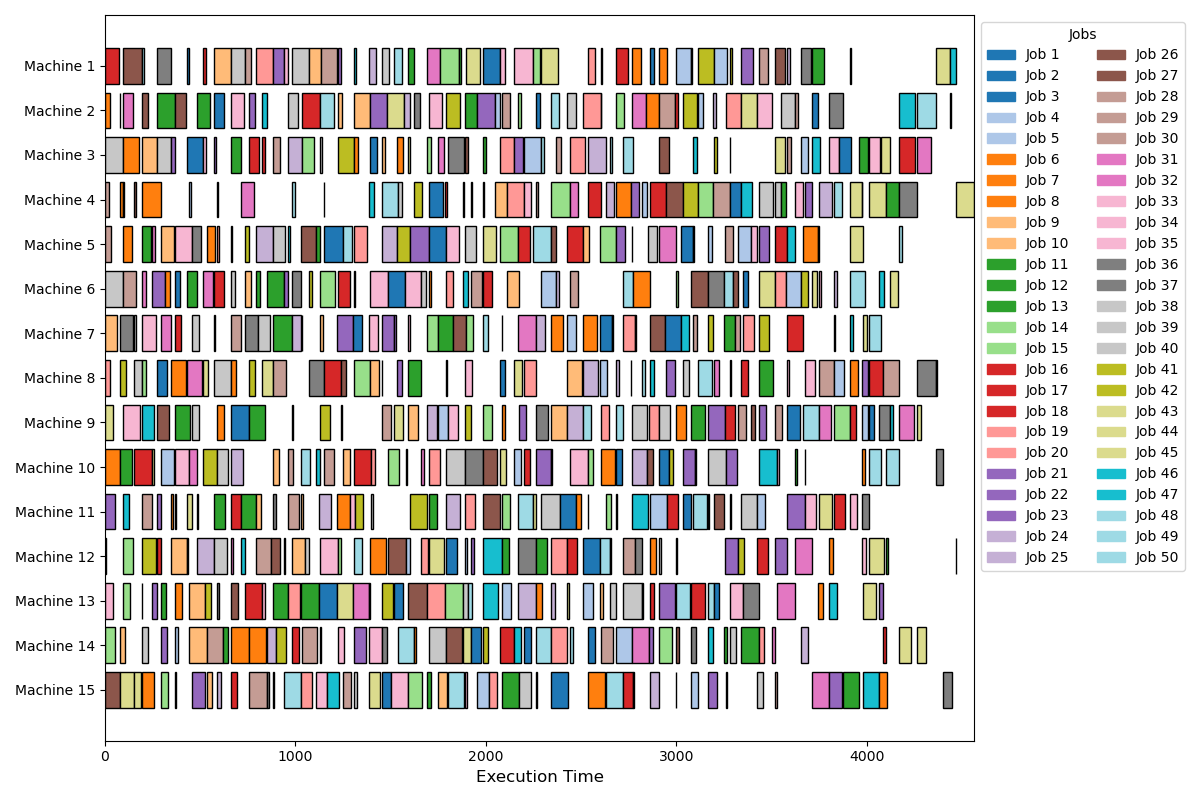 Machine 1
Machine 2
Machine 3
Machine 4
Machine 5
Machine 6
Machine 7
Machine 8
Machine 9
Machine 10
Machine 11
Machine 12
Machine 13
Machine 14
Machine 15
0 1000 2000 3000 4000
Execution Time
Jobs
Job 1 Job 26
Job 2 Job 27
Job 3 Job 28
Job 4 Job 29
Job 5 Job 30
Job 6 Job 31
Job 7 Job 32
Job 8 Job 33
Job 9 Job 34
Job 10 Job 35
Job 11 Job 36
Job 12 Job 37
Job 13 Job 38
Job 14 Job 39
Job 15 Job 40
Job 16 Job 41
Job 17 Job 42
Job 18 Job 43
Job 19 Job 44
Job 20 Job 45
Job 21 Job 46
Job 22 Job 47
Job 23 Job 48
Job 24 Job 49
Job 25 Job 50